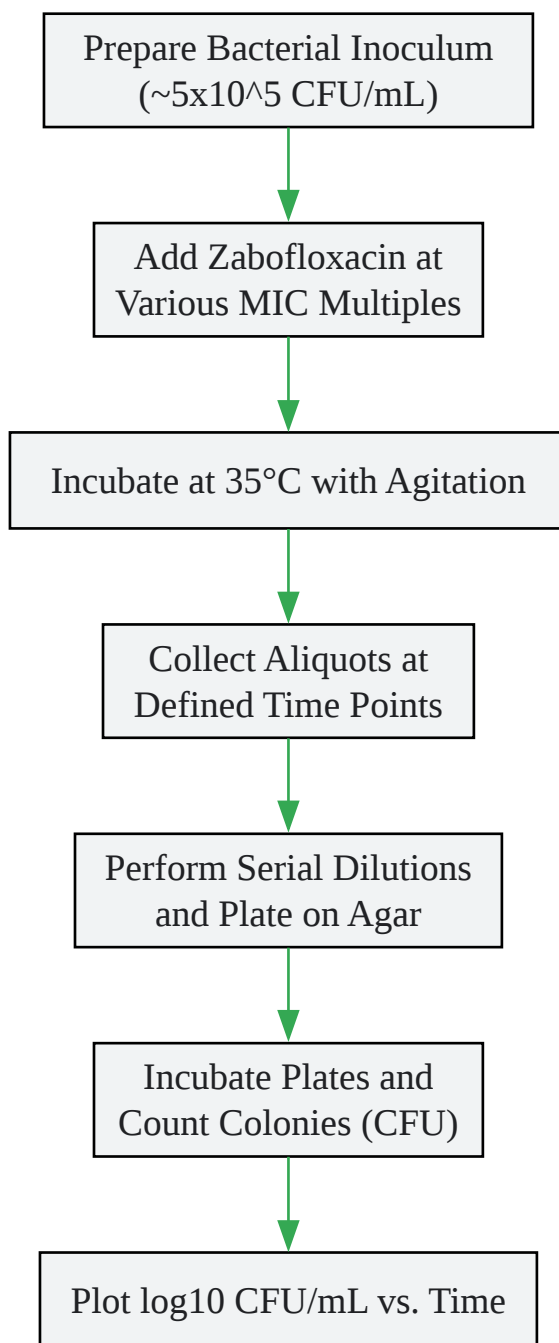 Prepare Bacterial Inoculum
(~5x10^5 CFU/mL)
Add Zabofloxacin at
Various MIC Multiples
Incubate at 35°C with Agitation
Collect Aliquots at
Defined Time Points
Perform Serial Dilutions
and Plate on Agar
Incubate Plates and
Count Colonies (CFU)
Plot log10 CFU/mL vs. Time